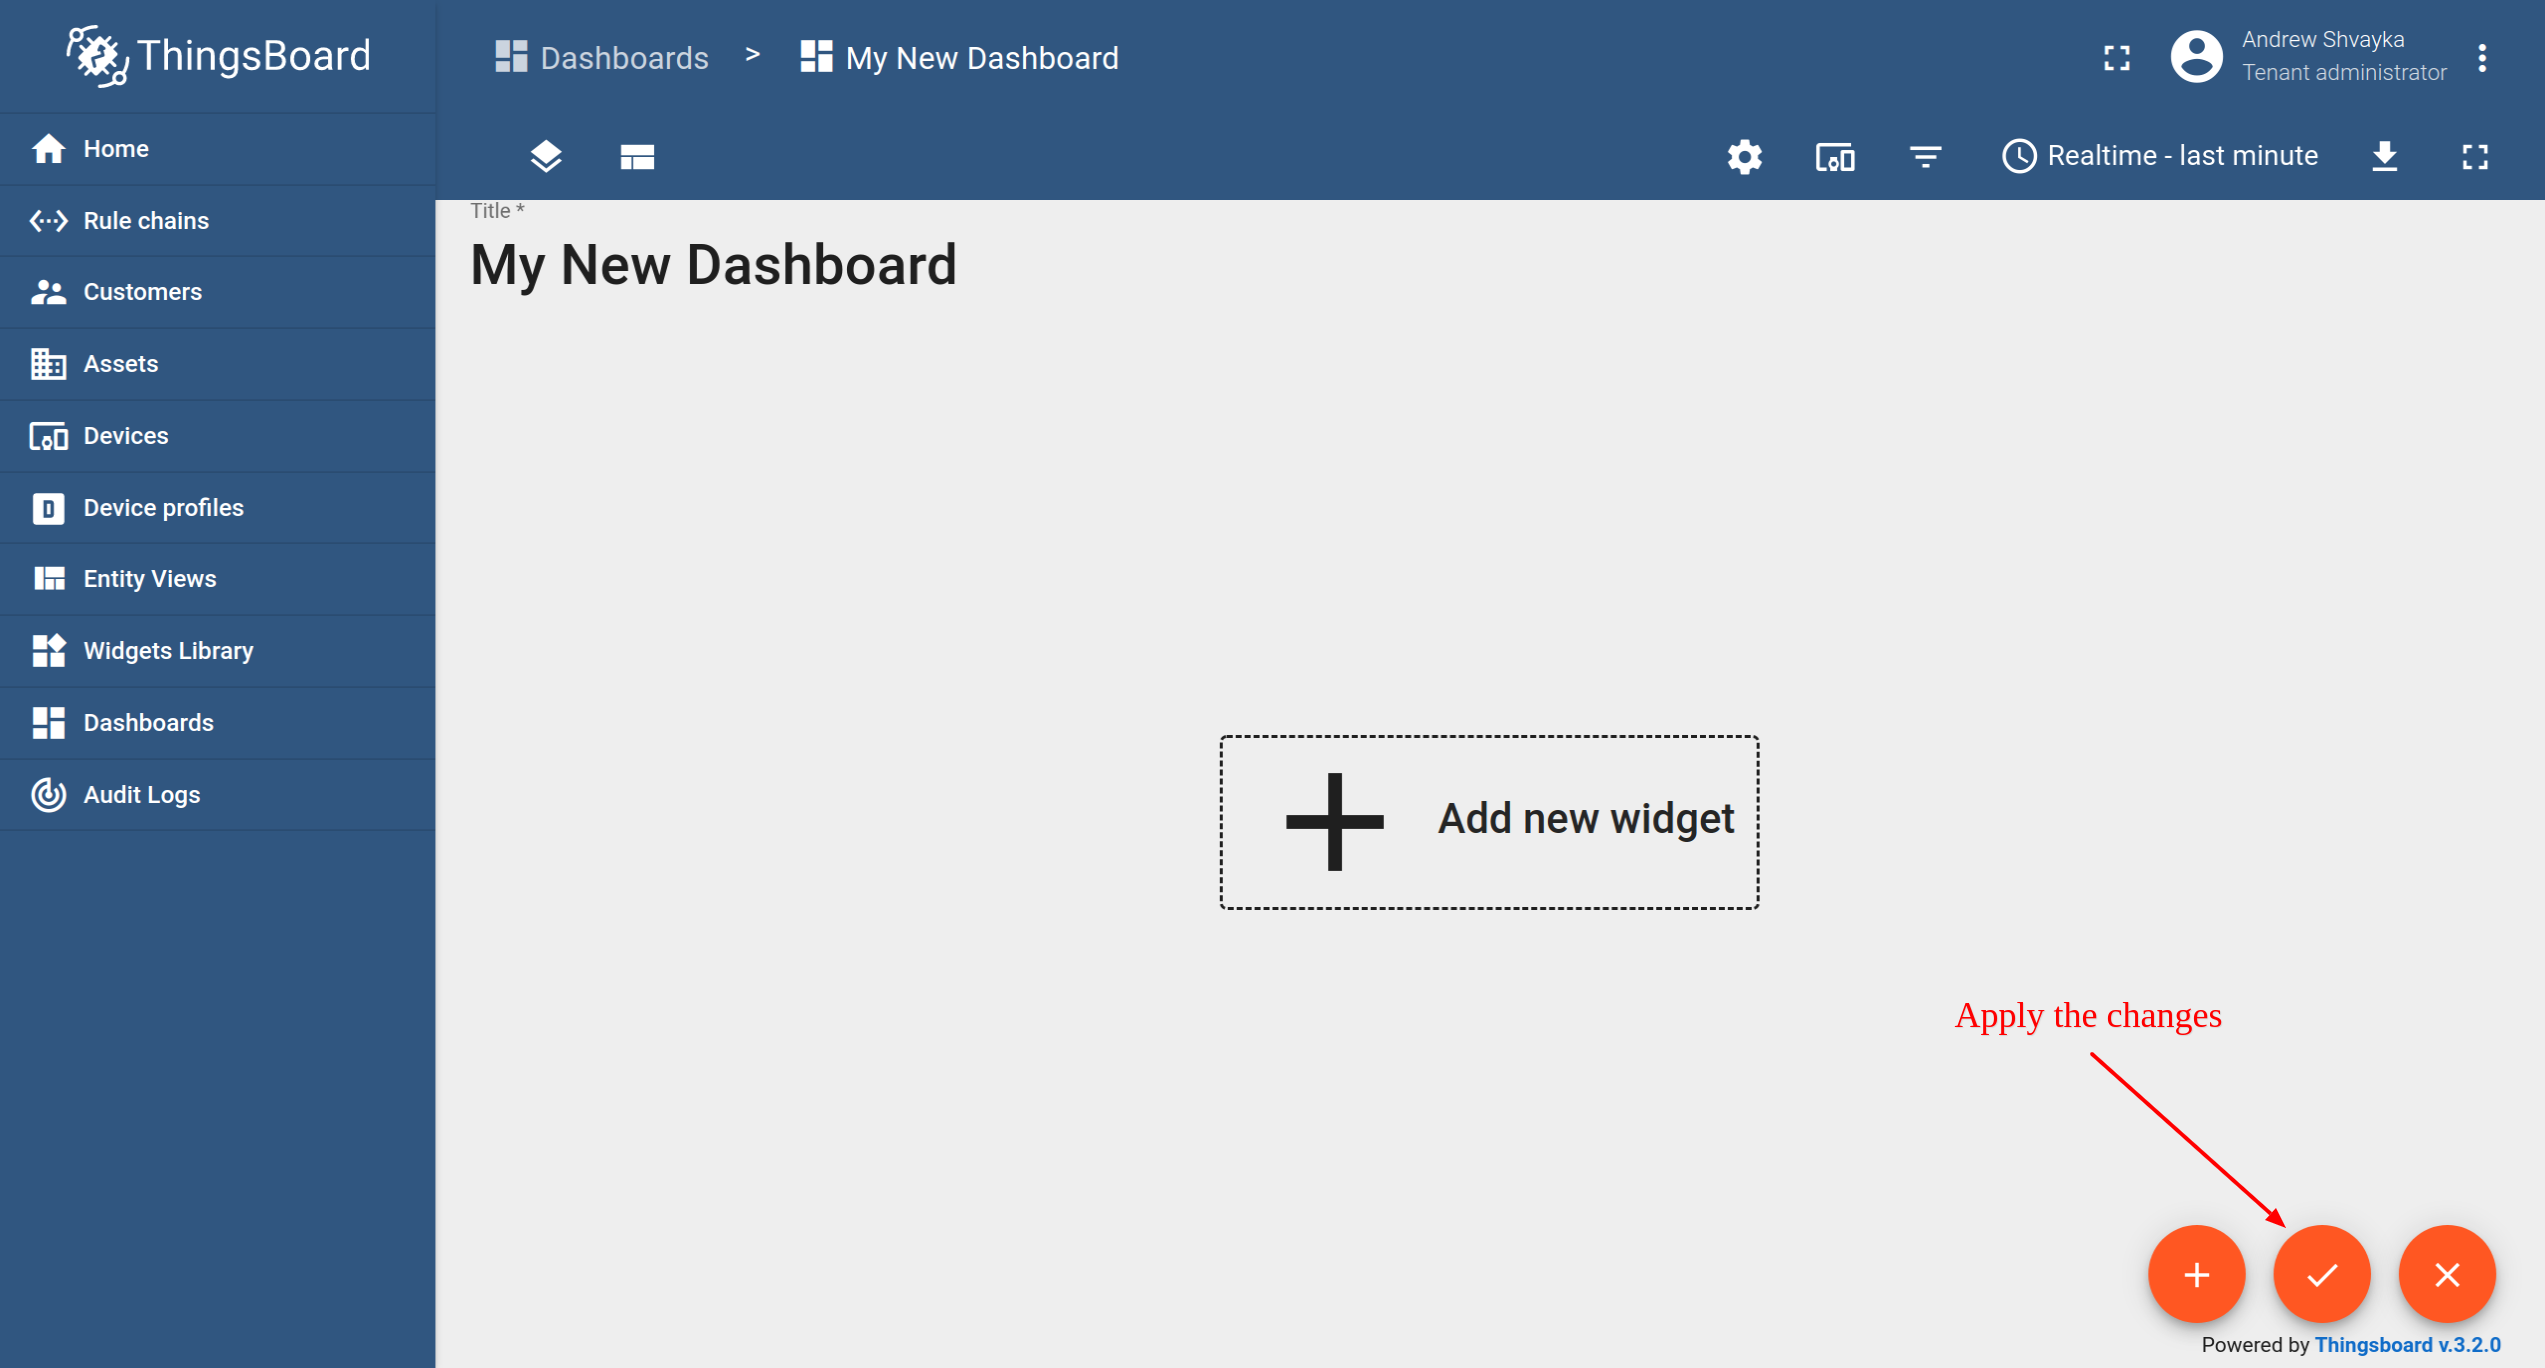 ThingsBoard
Dashboards > My New Dashboard
Andrew Shvayka
Tenant administrator
Home
Rule chains
Customers
Assets
Devices
D Device profiles
Entity Views
Widgets Library
Dashboards
Audit Logs
Realtime - last minute
Title *
My New Dashboard
Add new widget
Apply the changes
Powered by Thingsboard v.3.2.0